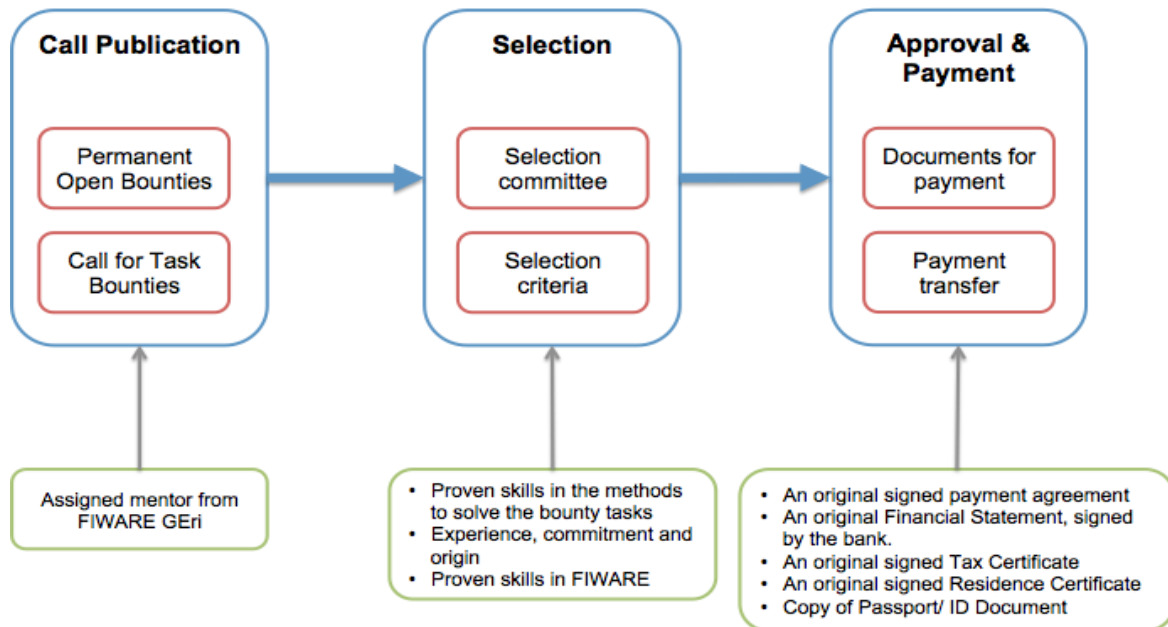 Call Publication
Permanent
Open Bounties
Call for Task
Bounties
Assigned mentor from
FIWARE GEri
Selection
Selection
committee
Selection
criteria
• Proven skills in the methods
to solve the bounty tasks
• Experience, commitment and
origin
• Proven skills in FIWARE
Approval &
Payment
Documents for
payment
Payment
transfer
• An original signed payment agreement
• An original Financial Statement, signed
by the bank.
• An original signed Tax Certificate
• An original signed Residence Certificate
• Copy of Passport/ ID Document